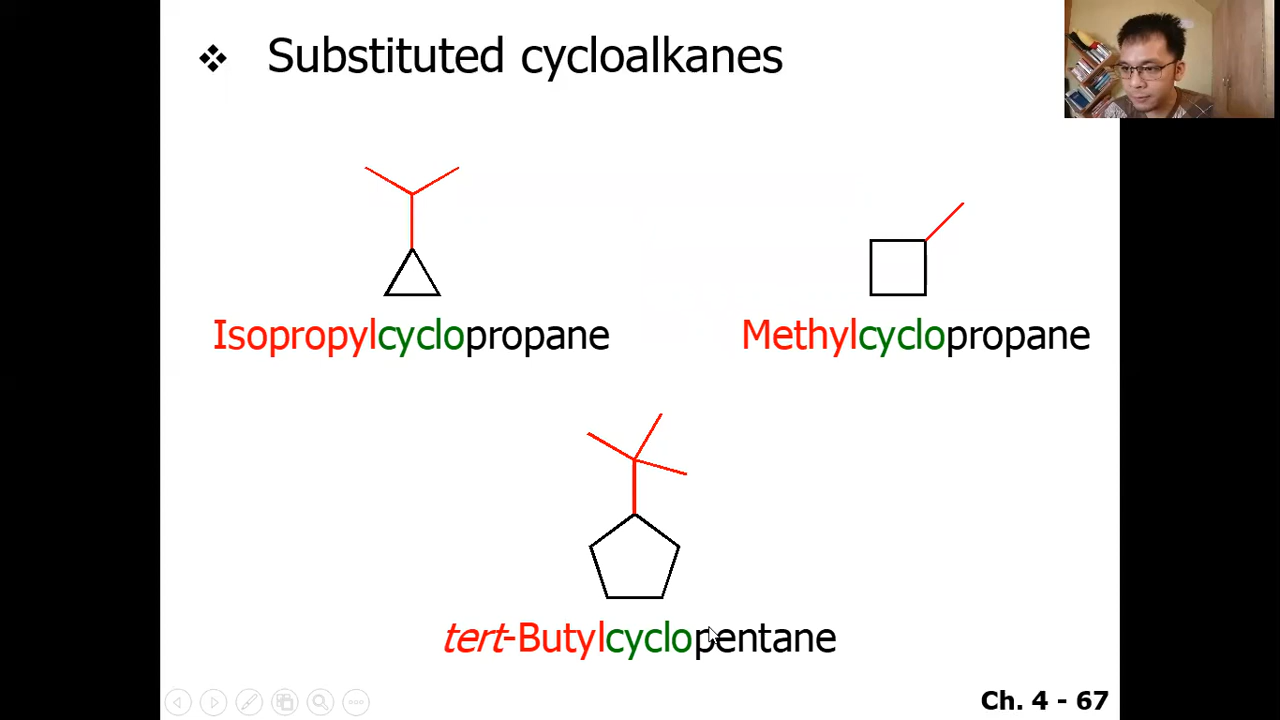 Substituted cycloalkanes
Isopropylcyclopropane
Methylcyclopropane
tert-Butylcyclopentane
Ch. 4 - 67